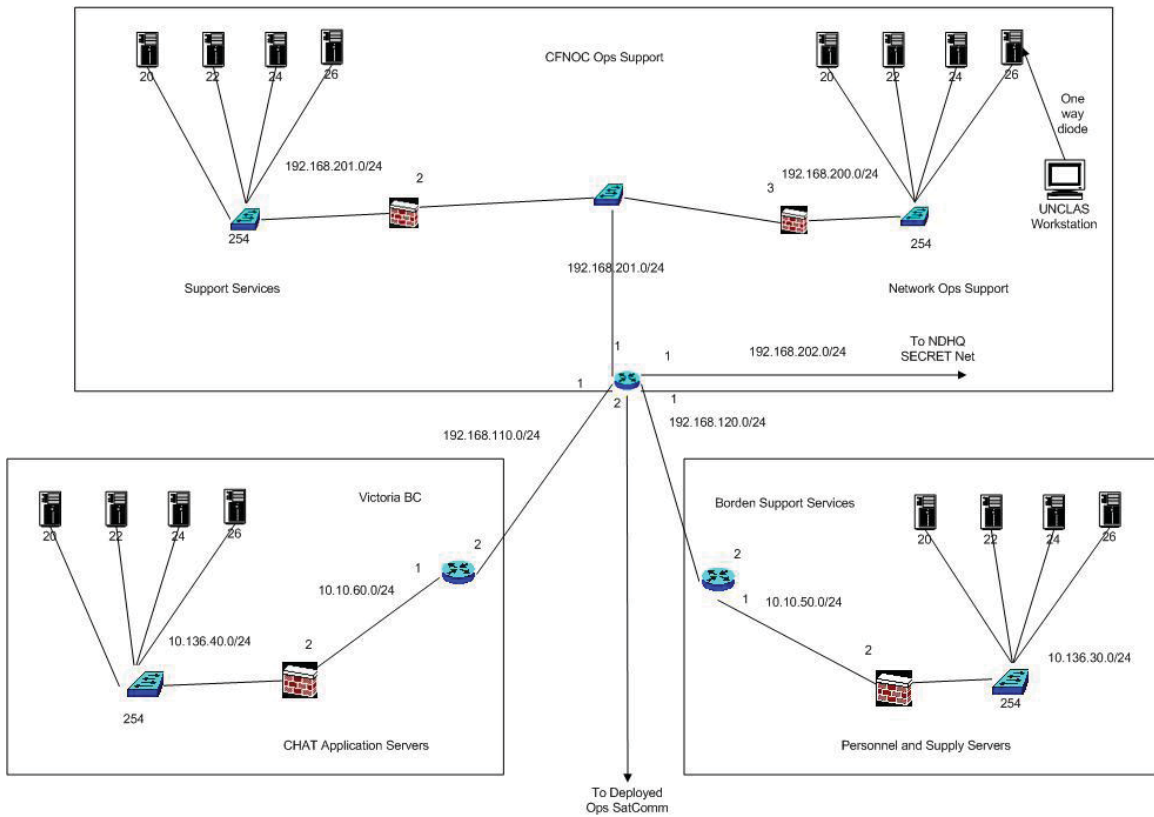 CFNOC Ops Support
20
22
24
26
20
22
24
26
One
way
diode
192.168.201.0/24
2
3
192.168.200.0/24
UNCLAS
Workstation
254
254
192.168.201.0/24
Support Services
Network Ops Support
1
1
192.168.202.0/24
To NDHQ
SECRET Net
1
2
1
192.168.110.0/24
192.168.120.0/24
Victoria BC
20
22
24
26
2
1
10.10.60.0/24
10.136.40.0/24
2
254
CHAT Application Servers
Borden Support Services
20
22
24
26
2
1
10.10.50.0/24
2
10.136.30.0/24
254
Personnel and Supply Servers
To Deployed
Ops SatComm